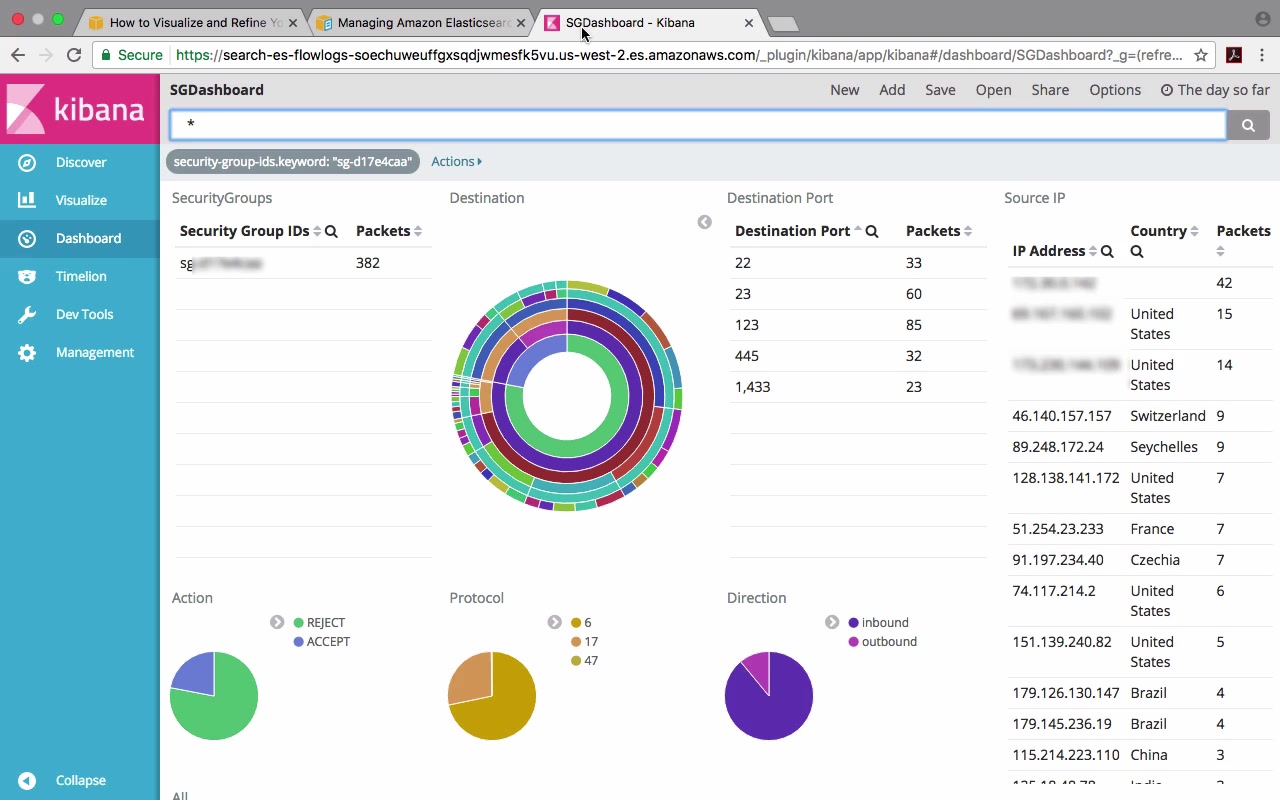 How to Visualize and Refine Yo
Managing Amazon Elasticsearc
SGDashboard - Kibana
Secure
https://search-es-flowlogs-soechuweuffgxsqdjwmesfk5vu.us-west-2.es.amazonaws.com/_plugin/kibana/app/kibana#/dashboard/SGDashboard?_g=(refre...
kibana
Discover
Visualize
Dashboard
Timelion
Dev Tools
Management
Collapse
SGDashboard
New Add Save Open Share Options The day so far
*
security-group-ids.keyword: "sg-d17e4caa" Actions
SecurityGroups
Security Group IDs Packets
382
Destination
Destination Port
Destination Port Packets
22 33
23 60
123 85
445 32
1,433 23
Source IP
IP Address Country Packets
42
United States 15
United States 14
46.140.157.157 Switzerland 9
89.248.172.24 Seychelles 9
128.138.141.172 United States 7
51.254.23.233 France 7
91.197.234.40 Czechia 7
74.117.214.2 United States 6
151.139.240.82 United States 5
179.126.130.147 Brazil 4
179.145.236.19 Brazil 4
115.214.223.110 China 3
Action
REJECT
ACCEPT
Protocol
6
17
47
Direction
inbound
outbound
All